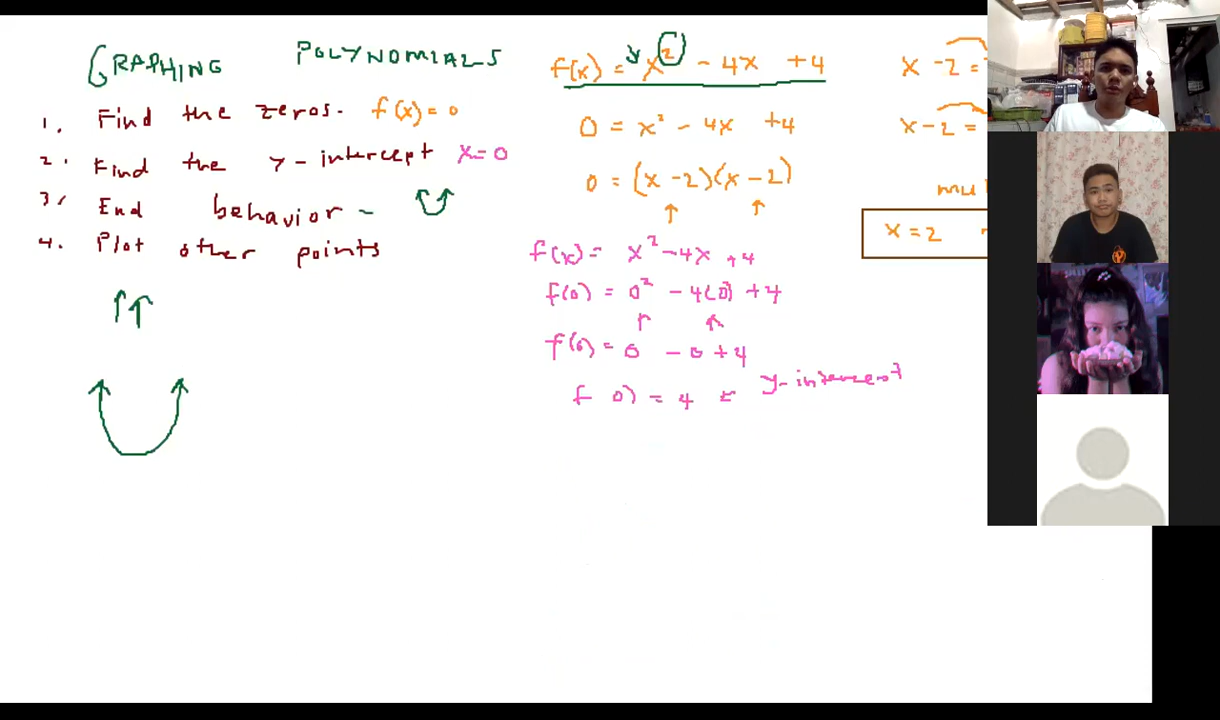 GRAPHING POLYNOMIALS
1. Find the zeros. f(x) = 0
2. Find the y-intercept x=0
3. End behavior -
4. Plot other points
f(x) = x² - 4x +4
0 = x² - 4x +4
0 = (x -2)(x -2)
f(x) = x² -4x +4
f(0) = 0² - 4(0) +4
f(0) = 0 - 0 +4
f 0) = 4 y-intercept
x -2 =
x -2 =
mul
x = 2